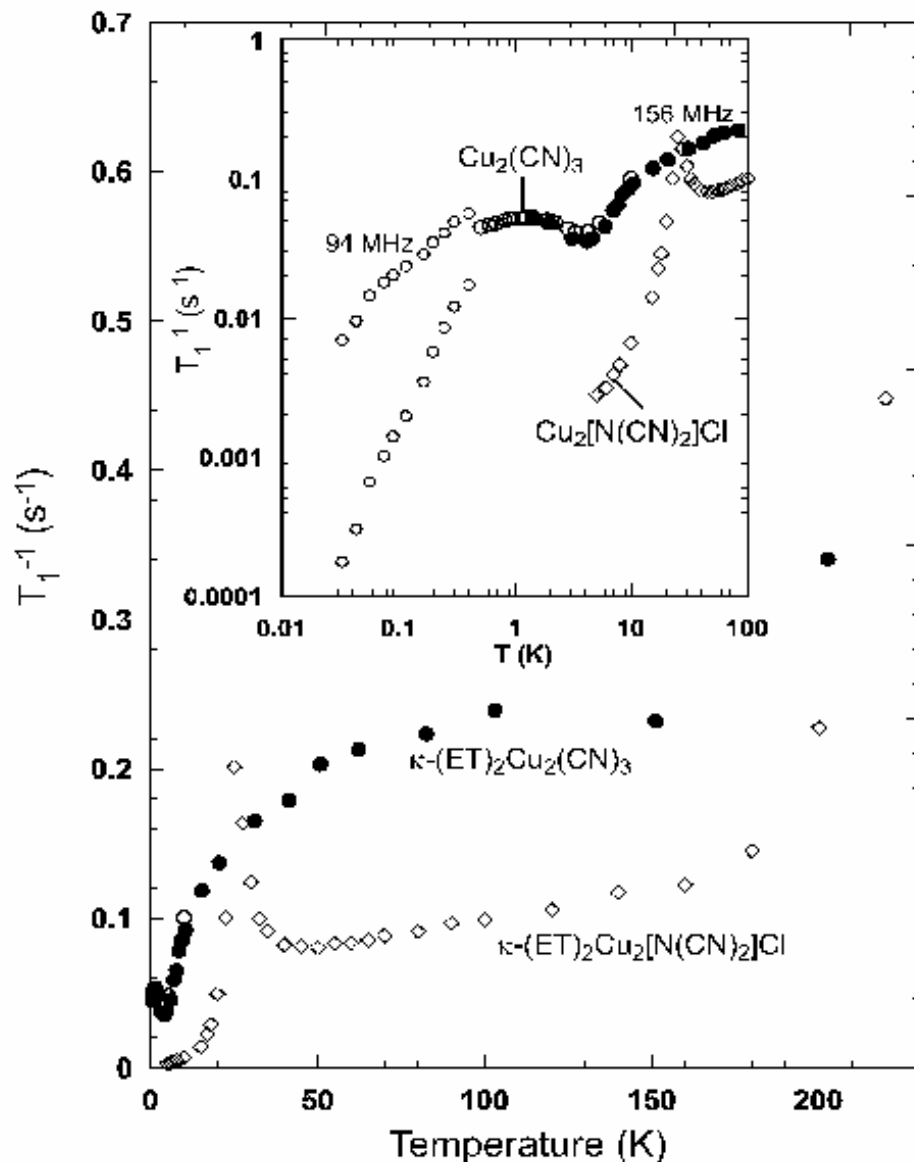 0.7
0.6
0.5
0.4
0.3
0.2
0.1
0
T₁⁻¹ (s⁻¹)
0 50 100 150 200
Temperature (K)
κ-(ET)₂Cu₂(CN)₃
κ-(ET)₂Cu₂[N(CN)₂]Cl
1
0.1
0.01
0.001
0.0001
T₁⁻¹ (s⁻¹)
0.01 0.1 1 10 100
T (K)
156 MHz
Cu₂(CN)₃
94 MHz
Cu₂[N(CN)₂]Cl